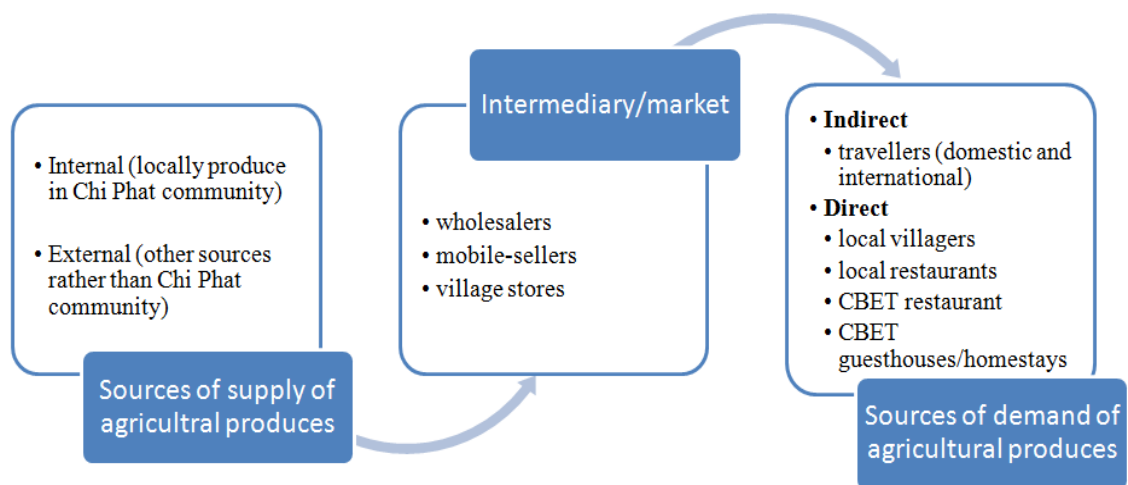 • Internal (locally produce
in Chi Phat community)
• External (other sources
rather than Chi Phat
community)
Sources of supply of
agricultral produces
Intermediary/market
• wholesalers
• mobile-sellers
• village stores
• Indirect
• travellers (domestic and
international)
• Direct
• local villagers
• local restaurants
• CBET restaurant
• CBET
guesthouses/homestays
Sources of demand of
agricultural produces